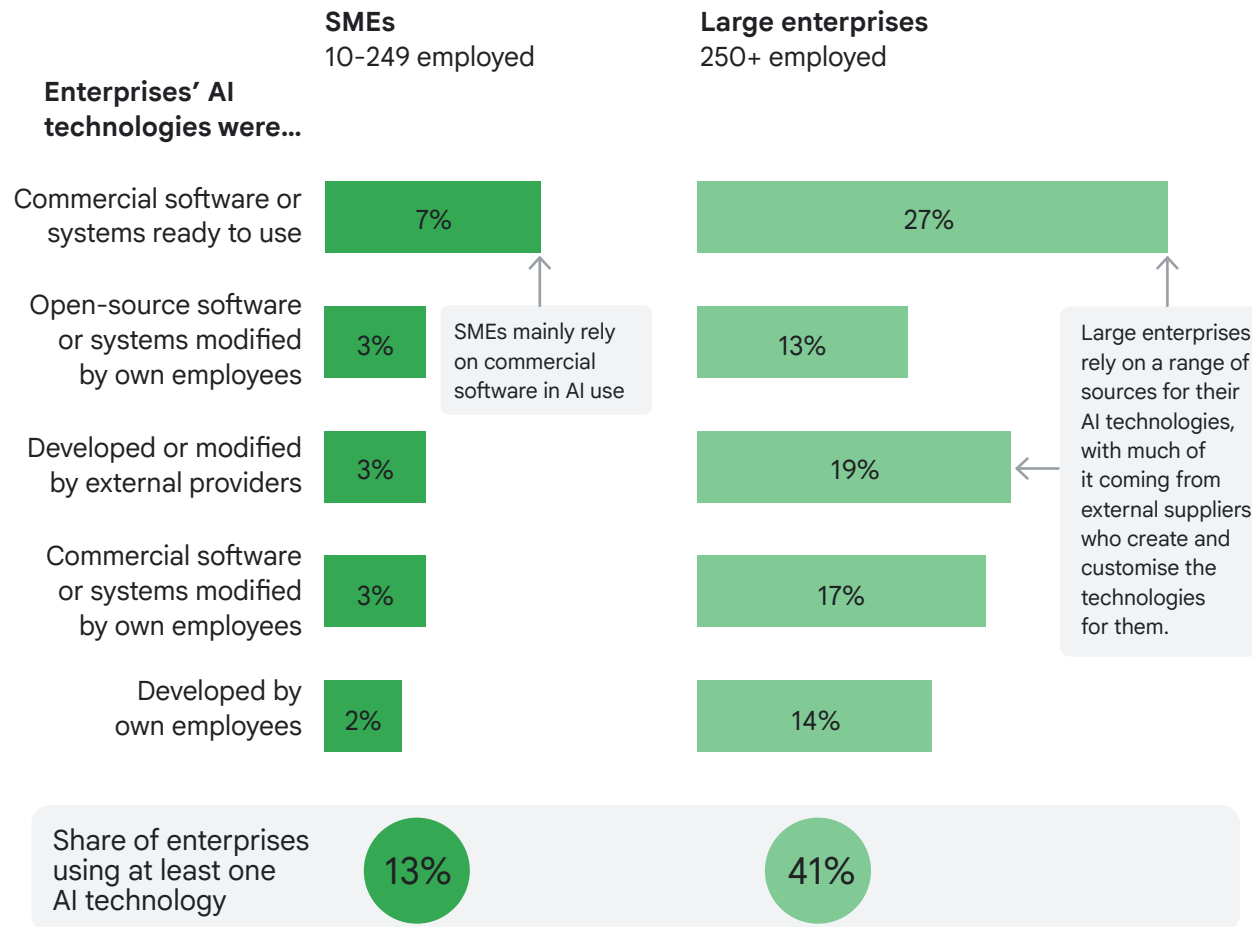 SMEs
10-249 employed
Large enterprises
250+ employed
Enterprises’ AI
technologies were...
Commercial software or
systems ready to use
7%
27%
Open-source software
or systems modified
by own employees
3%
SMEs mainly rely
on commercial
software in AI use
13%
Large enterprises
rely on a range of
sources for their
AI technologies,
with much of
it coming from
external suppliers
who create and
customise the
technologies
for them.
Developed or modified
by external providers
3%
19%
Commercial software
or systems modified
by own employees
3%
17%
Developed by
own employees
2%
14%
Share of enterprises
using at least one
AI technology
13%
41%